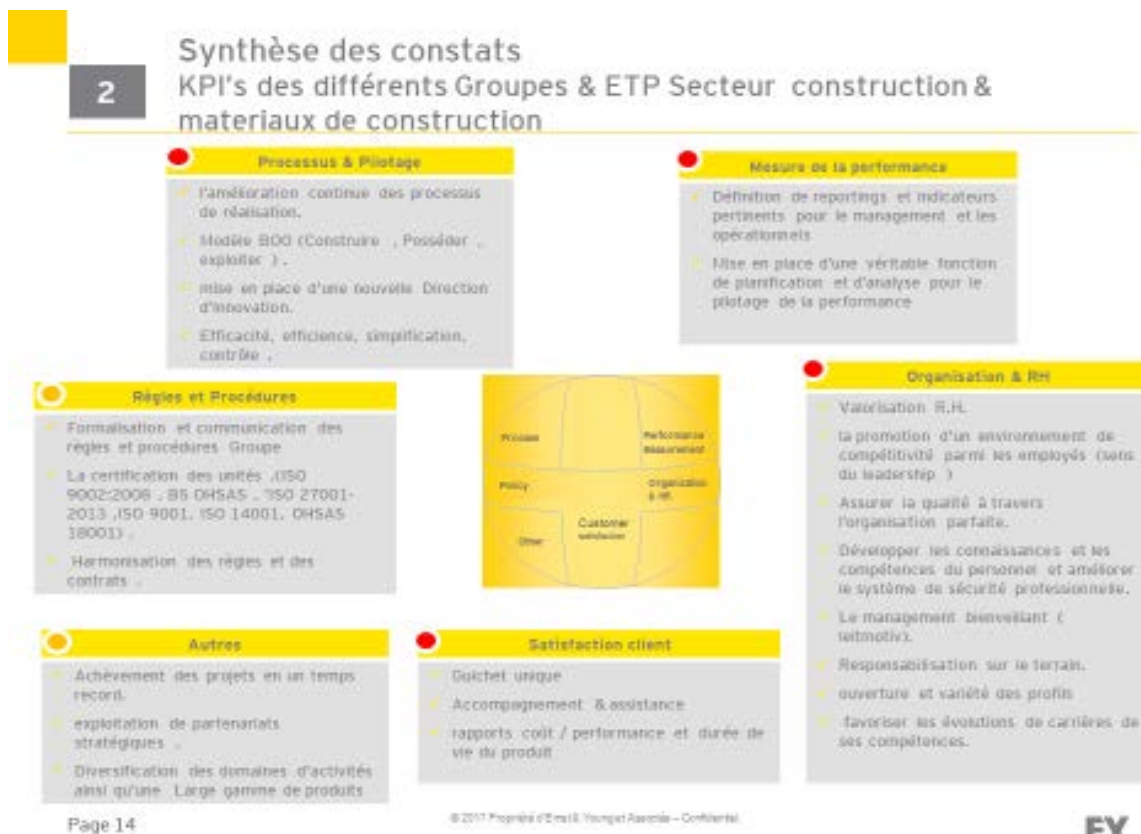 2
Synthèse des constats
KPI's des différents Groupes & ETP Secteur construction &
materiaux de construction
Processus & Pilotage
l'amélioration continue des processus
de réalisation.
Modèle BOO (Construire , Posséder ,
exploiter ) .
mise en place d'une nouvelle Direction
d'innovation.
Efficacité, efficience, simplification,
contrôle .
Mesure de la performance
Définition de reportings et indicateurs
pertinents pour le management et les
opérationnels
Mise en place d'une véritable fonction
de planification et d'analyse pour le
pilotage de la performance
Règles et Procédures
Formalisation et communication des
règles et procédures Groupe
La certification des unités .(ISO
9002:2008 , BS OHSAS , ISO 27001-
2013 ,ISO 9001, ISO 14001, OHSAS
18001) .
Harmonisation des règles et des
contrats .
Process
Performance
Measurement
Policy
Organization
& HR
Other
Customer
satisfaction
Organisation & RH
Valorisation R.H.
la promotion d'un environnement de
compétitivité parmi les employés (sens
du leadership )
Assurer la qualité à travers
l'organisation parfaite.
Développer les connaissances et les
compétences du personnel et améliorer
le système de sécurité professionnelle.
Le management bienveillant (
leitmotiv).
Responsabilisation sur le terrain.
ouverture et variété des profils
favoriser les évolutions de carrières de
ses compétences.
Autres
Achèvement des projets en un temps
record.
exploitation de partenariats
stratégiques .
Diversification des domaines d'activités
ainsi qu'une Large gamme de produits
Satisfaction client
Guichet unique
Accompagnement & assistance
rapports coût / performance et durée de
vie du produit
Page 14
© 2017 Propriété d'Ernst & Young et Associés – Confidentiel
EY